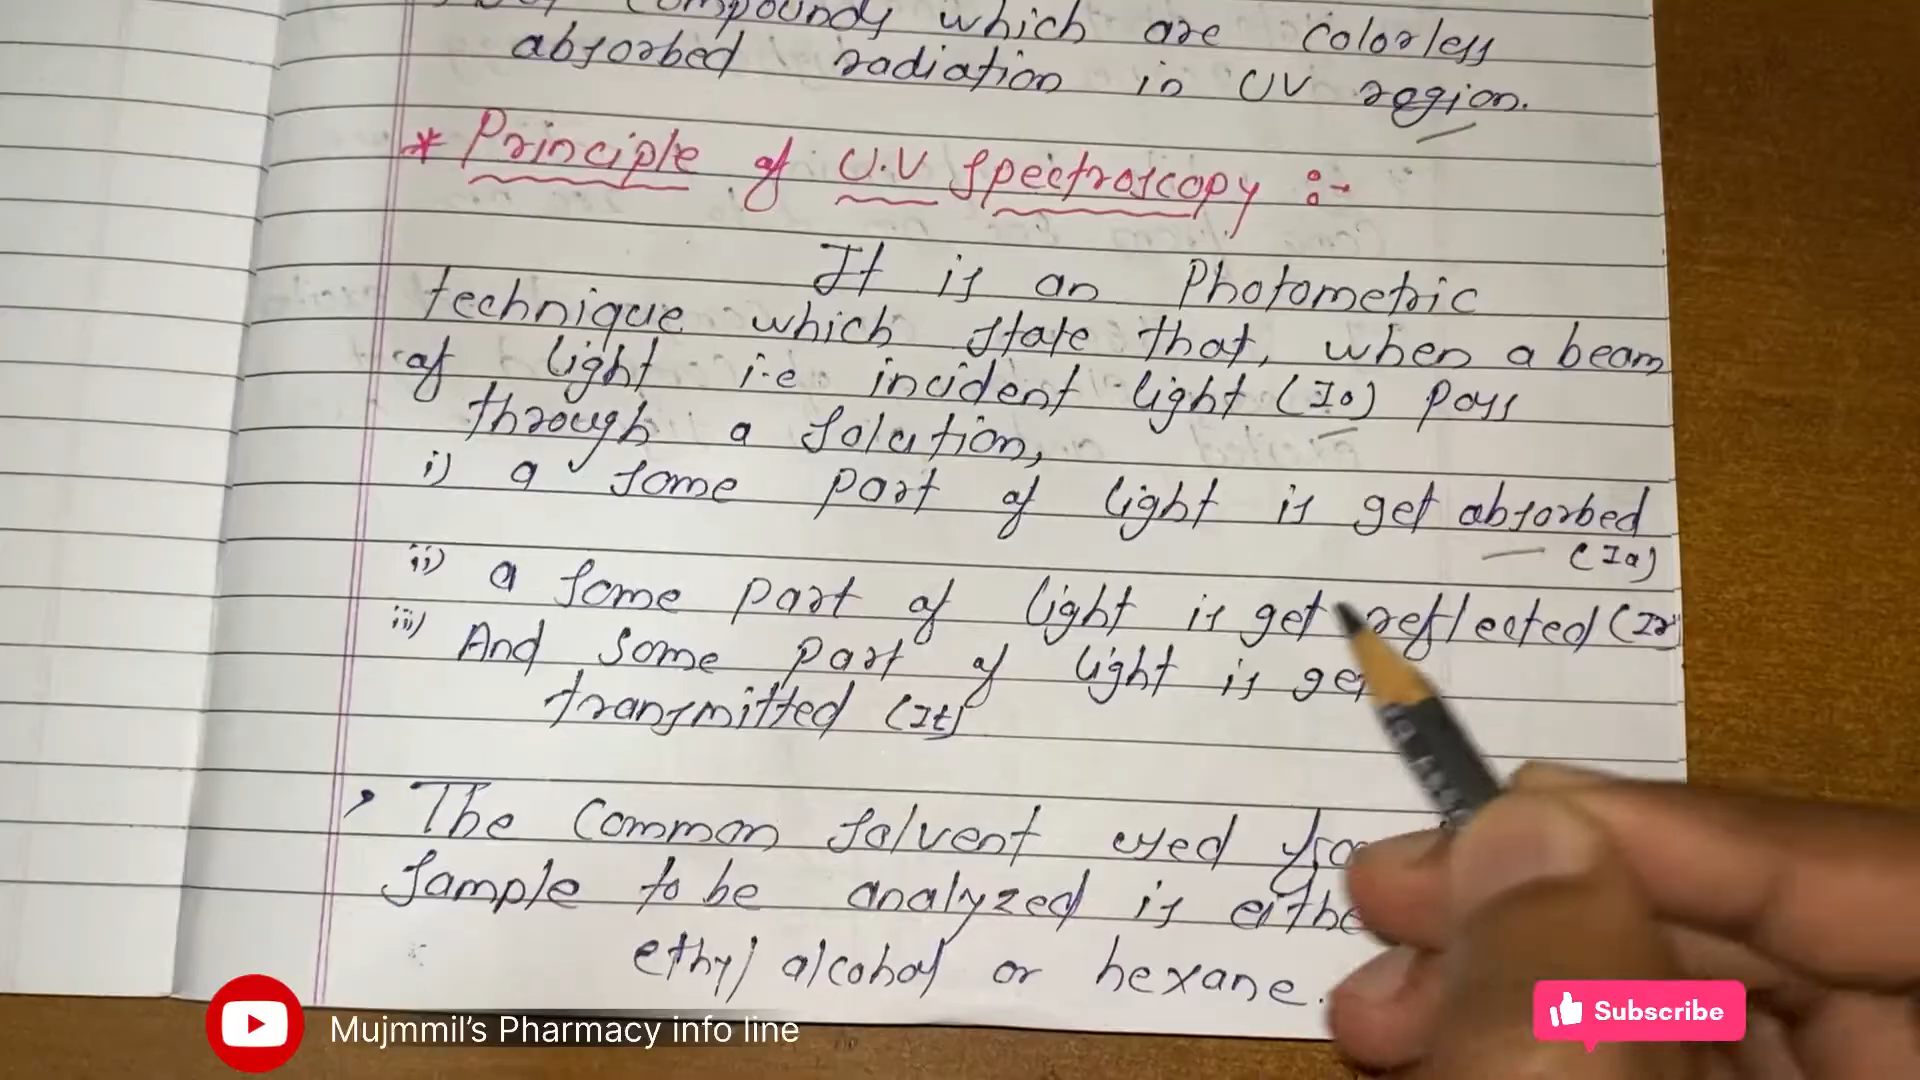 compounds which are colorless
absorbed radiation in UV region.
* Principle of U.V Spectroscopy :-
It is an Photometric
technique which state that, when a beam
of light i.e incident light (Io) pass
through a solution,
i) a some part of light is get absorbed
(Ia)
ii) a some part of light is get reflected (Ir
iii) And some part of light is get
transmitted (It)
The common solvent used
sample to be analyzed is eithe
ethyl alcohol or hexane.
Mujmmil's Pharmacy info line
Subscribe